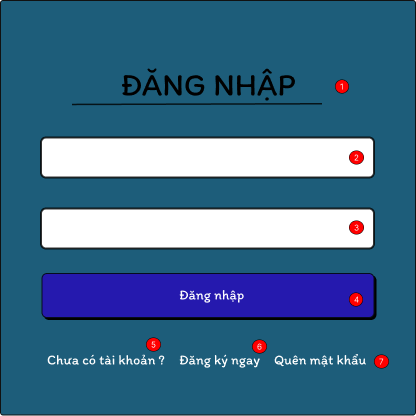 ĐĂNG NHẬP 1
2
3
Đăng nhập 4
5 6
Chưa có tài khoản ? Đăng ký ngay Quên mật khẩu 7